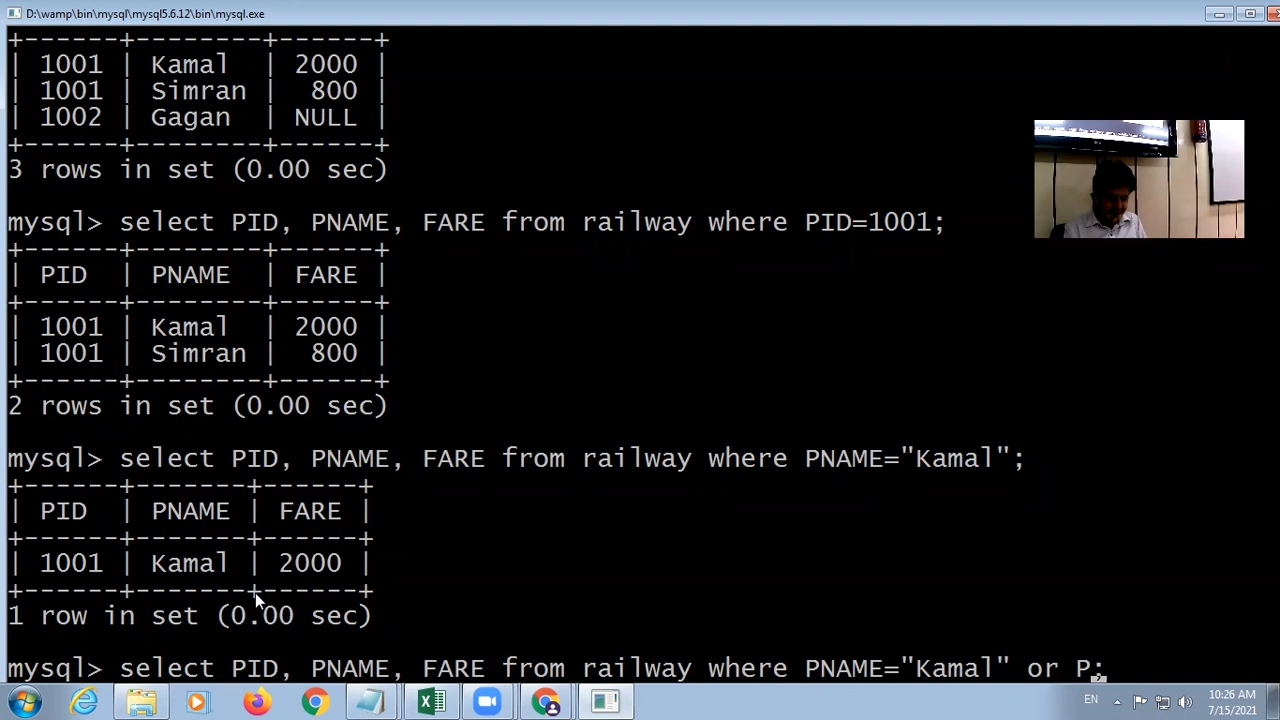 D:\wamp\bin\mysql\mysql5.6.12\bin\mysql.exe
+------+--------+------+
| 1001 | Kamal  | 2000 |
| 1001 | Simran |  800 |
| 1002 | Gagan  | NULL |
+------+--------+------+
3 rows in set (0.00 sec)
mysql> select PID, PNAME, FARE from railway where PID=1001;
+------+--------+------+
| PID  | PNAME  | FARE |
+------+--------+------+
| 1001 | Kamal  | 2000 |
| 1001 | Simran |  800 |
+------+--------+------+
2 rows in set (0.00 sec)
mysql> select PID, PNAME, FARE from railway where PNAME="Kamal";
+------+-------+------+
| PID  | PNAME | FARE |
+------+-------+------+
| 1001 | Kamal | 2000 |
+------+-------+------+
1 row in set (0.00 sec)
mysql> select PID, PNAME, FARE from railway where PNAME="Kamal" or P;
EN
10:26 AM
7/15/2021